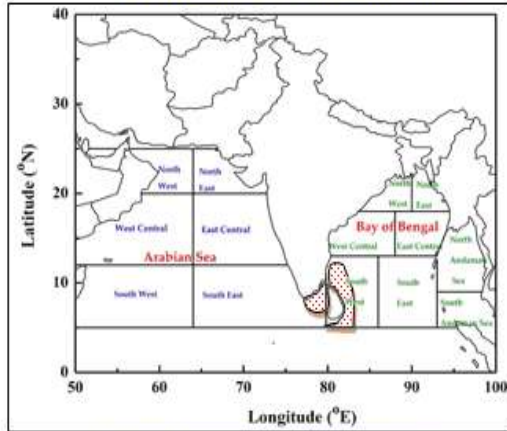 40
30
20
10
0
Latitude (°N)
North
West
North
East
North
West
North
East
West Central
East Central
Bay of Bengal
West Central
East Central
Arabian Sea
North
Andaman
Sea
South West
South East
South
West
South
East
South
Andaman Sea
50
60
70
80
90
100
Longitude (°E)